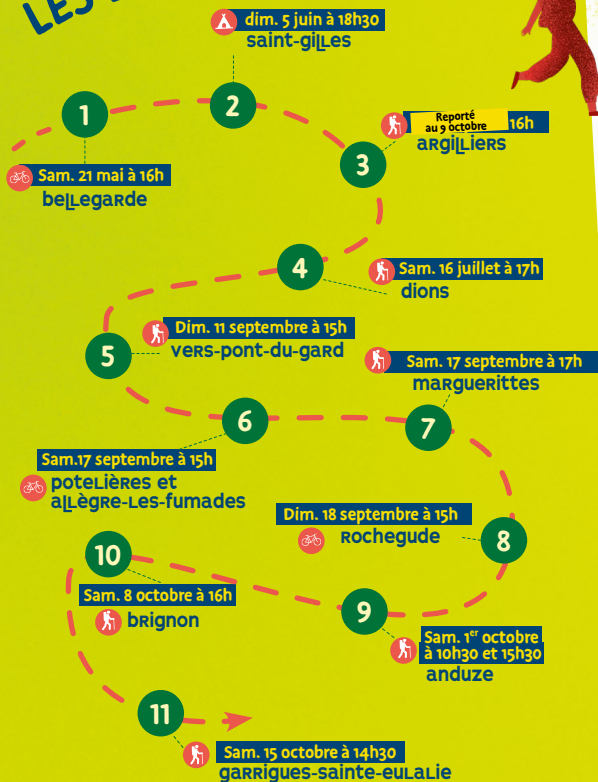 LES
1
Sam. 21 mai à 16h
bellegarde
2
dim. 5 juin à 18h30
saint-gilles
3
Reporté
au 9 octobre 16h
argilliers
4
Sam. 16 juillet à 17h
dions
5
Dim. 11 septembre à 15h
vers-pont-du-gard
6
Sam.17 septembre à 15h
potelières et
allègre-les-fumades
7
Sam. 17 septembre à 17h
marguerittes
8
Dim. 18 septembre à 15h
rochegude
9
Sam. 1er octobre
à 10h30 et 15h30
anduze
10
Sam. 8 octobre à 16h
brignon
11
Sam. 15 octobre à 14h30
garrigues-sainte-eulalie